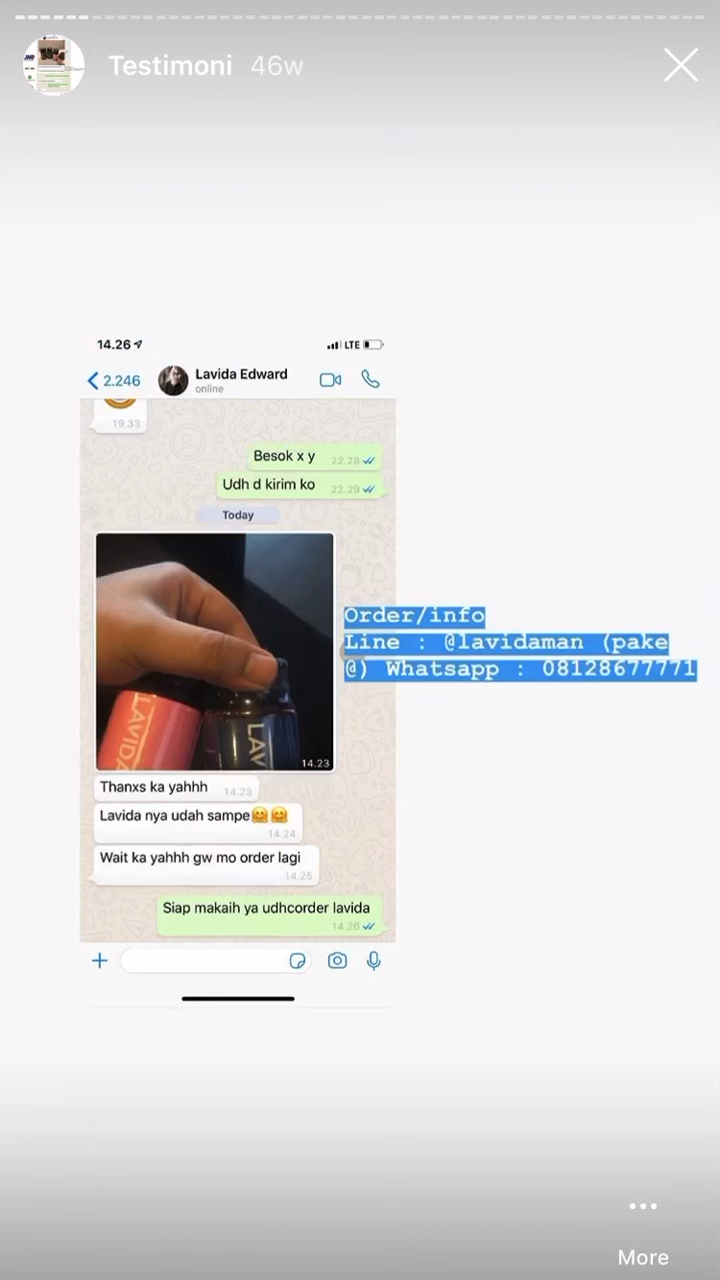 Testimoni 46w
14.26
LTE
2.246
Lavida Edward
online
19.33
Besok x y 22.28
Udh d kirim ko 22.29
Today
LAVIDA
LAV
14.23
Order/info
Line : @lavidaman (pake
@) Whatsapp : 08128677771
Thanxs ka yahhh 14.23
Lavida nya udah sampe🤗🤗
14.24
Wait ka yahhh gw mo order lagi
14.25
Siap makaih ya udhcorder lavida
14.26
More